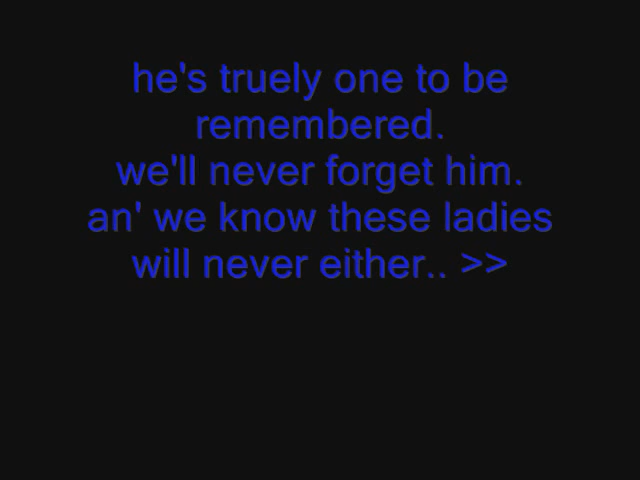 he's truely one to be
remembered.
we'll never forget him.
an' we know these ladies
will never either.. >>